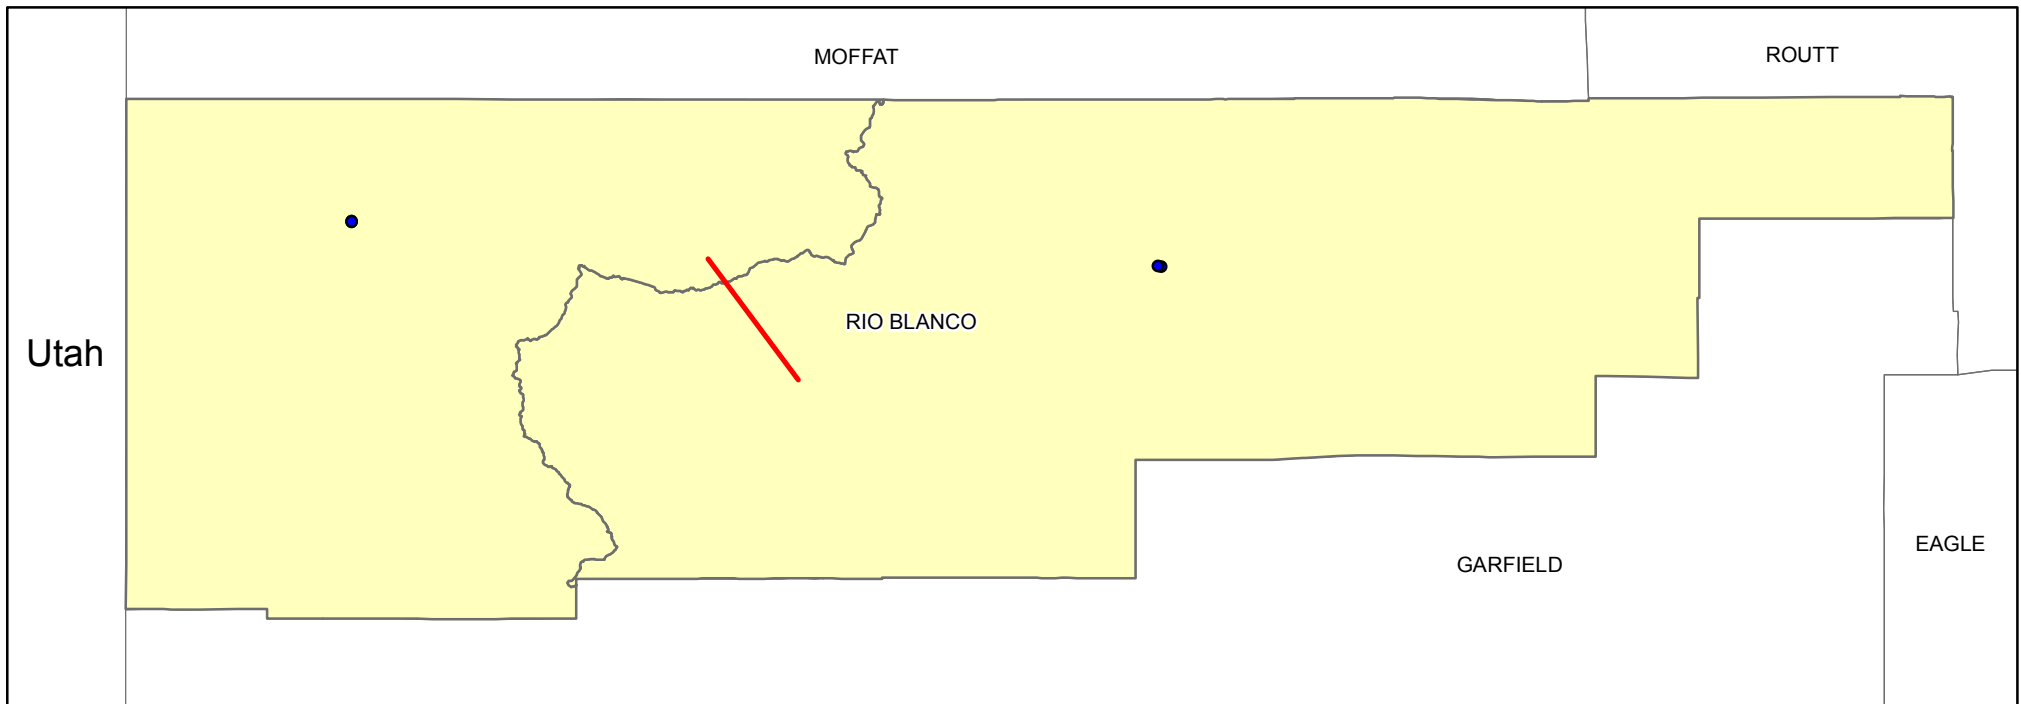 MOFFAT
ROUTT
RIO BLANCO
Utah
EAGLE
GARFIELD